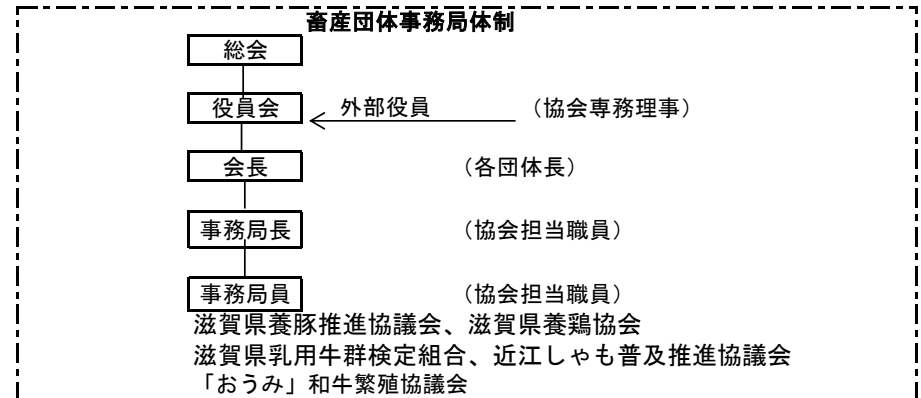 畜産団体事務局体制
総会
役員会 外部役員 （協会専務理事）
会長 （各団体長）
事務局長 （協会担当職員）
事務局員 （協会担当職員）
滋賀県養豚推進協議会、滋賀県養鶏協会
滋賀県乳用牛群検定組合、近江しゃも普及推進協議会
「おうみ」和牛繁殖協議会